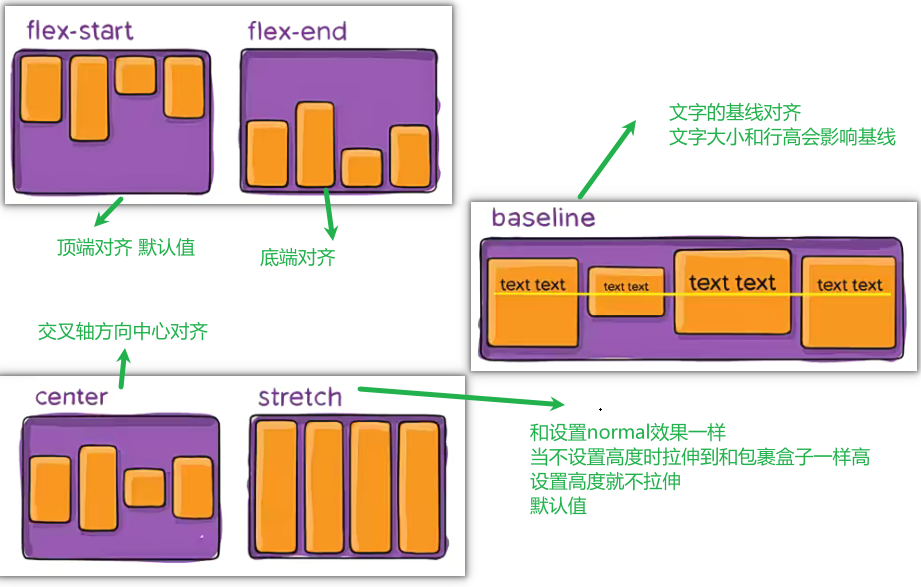 flex-start
flex-end
顶端对齐 默认值
底端对齐
文字的基线对齐
文字大小和行高会影响基线
baseline
text text
text text
text text
text text
交叉轴方向中心对齐
center
stretch
和设置normal效果一样
当不设置高度时拉伸到和包裹盒子一样高
设置高度就不拉伸
默认值